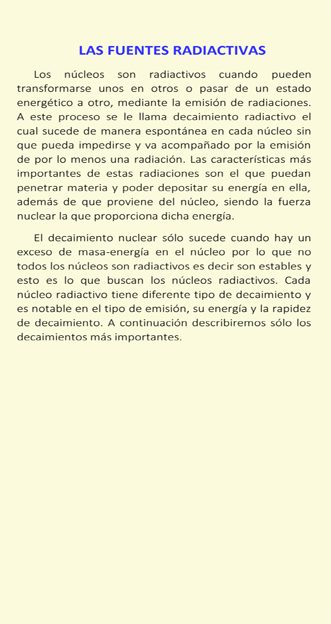 LAS FUENTES RADIACTIVAS
Los núcleos son radiactivos cuando pueden
transformarse unos en otros o pasar de un estado
energético a otro, mediante la emisión de radiaciones.
A este proceso se le llama decaimiento radiactivo el
cual sucede de manera espontánea en cada núcleo sin
que pueda impedirse y va acompañado por la emisión
de por lo menos una radiación. Las características más
importantes de estas radiaciones son el que puedan
penetrar materia y poder depositar su energía en ella,
además de que proviene del núcleo, siendo la fuerza
nuclear la que proporciona dicha energía.
El decaimiento nuclear sólo sucede cuando hay un
exceso de masa-energía en el núcleo por lo que no
todos los núcleos son radiactivos es decir son estables y
esto es lo que buscan los núcleos radiactivos. Cada
núcleo radiactivo tiene diferente tipo de decaimiento y
es notable en el tipo de emisión, su energía y la rapidez
de decaimiento. A continuación describiremos sólo los
decaimientos más importantes.